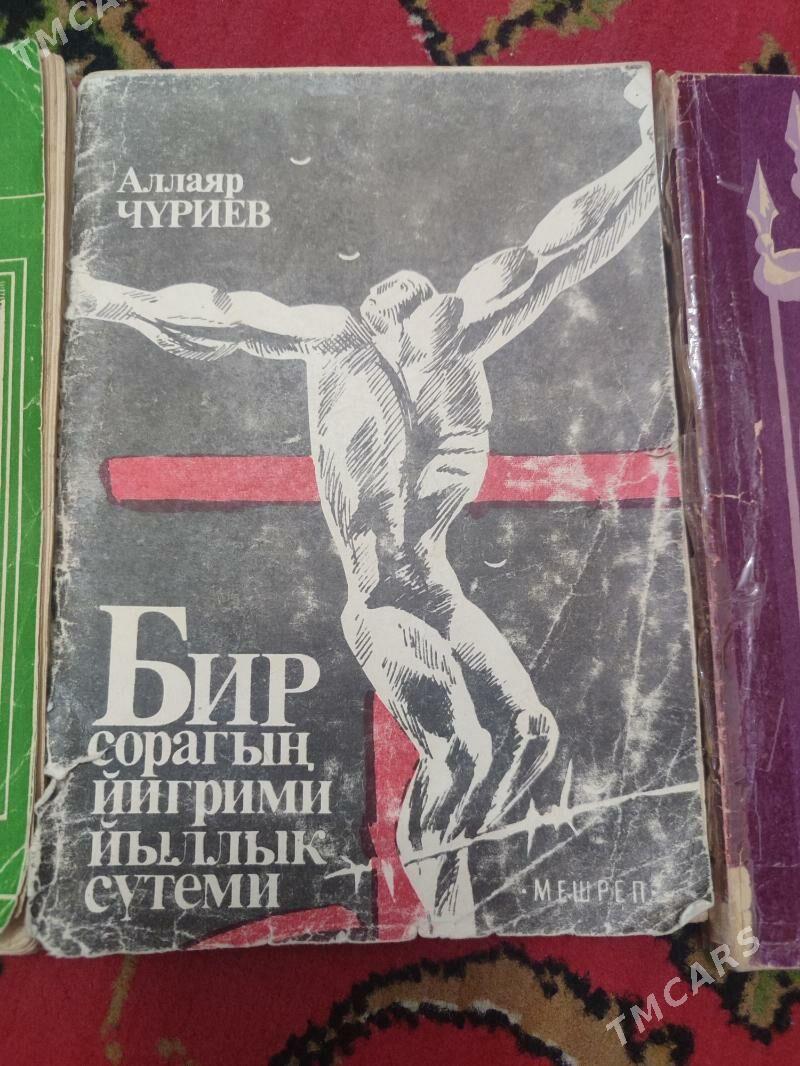 TMCARS
Аллаяр
ЧҮРИЕВ
Бир
сорагың
йигрими
йыллык
сүтеми
·МЕШРЕП·
TMCARS